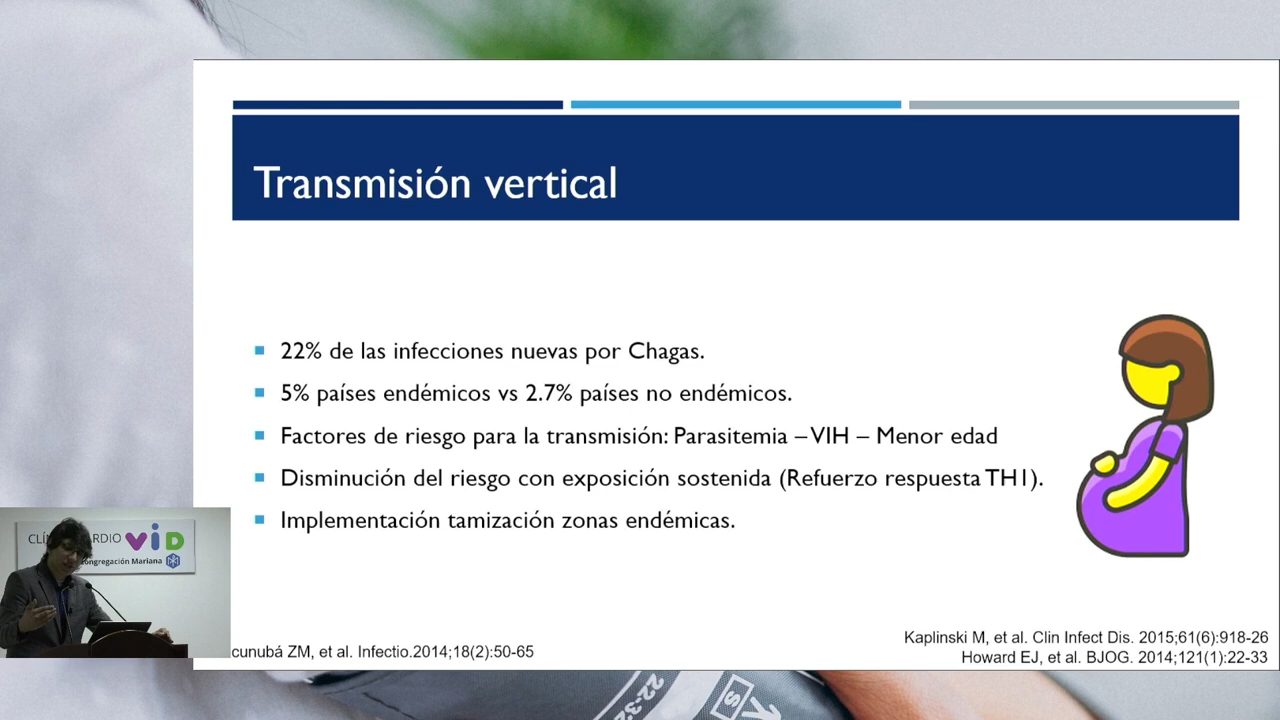 Transmisión vertical
22% de las infecciones nuevas por Chagas.
5% países endémicos vs 2.7% países no endémicos.
Factores de riesgo para la transmisión: Parasitemia – VIH – Menor edad
Disminución del riesgo con exposición sostenida (Refuerzo respuesta TH1).
Implementación tamización zonas endémicas.
VID
Congregación Mariana
cunubá ZM, et al. Infectio.2014;18(2):50-65
Kaplinski M, et al. Clin Infect Dis. 2015;61(6):918-26
Howard EJ, et al. BJOG. 2014;121(1):22-33
S